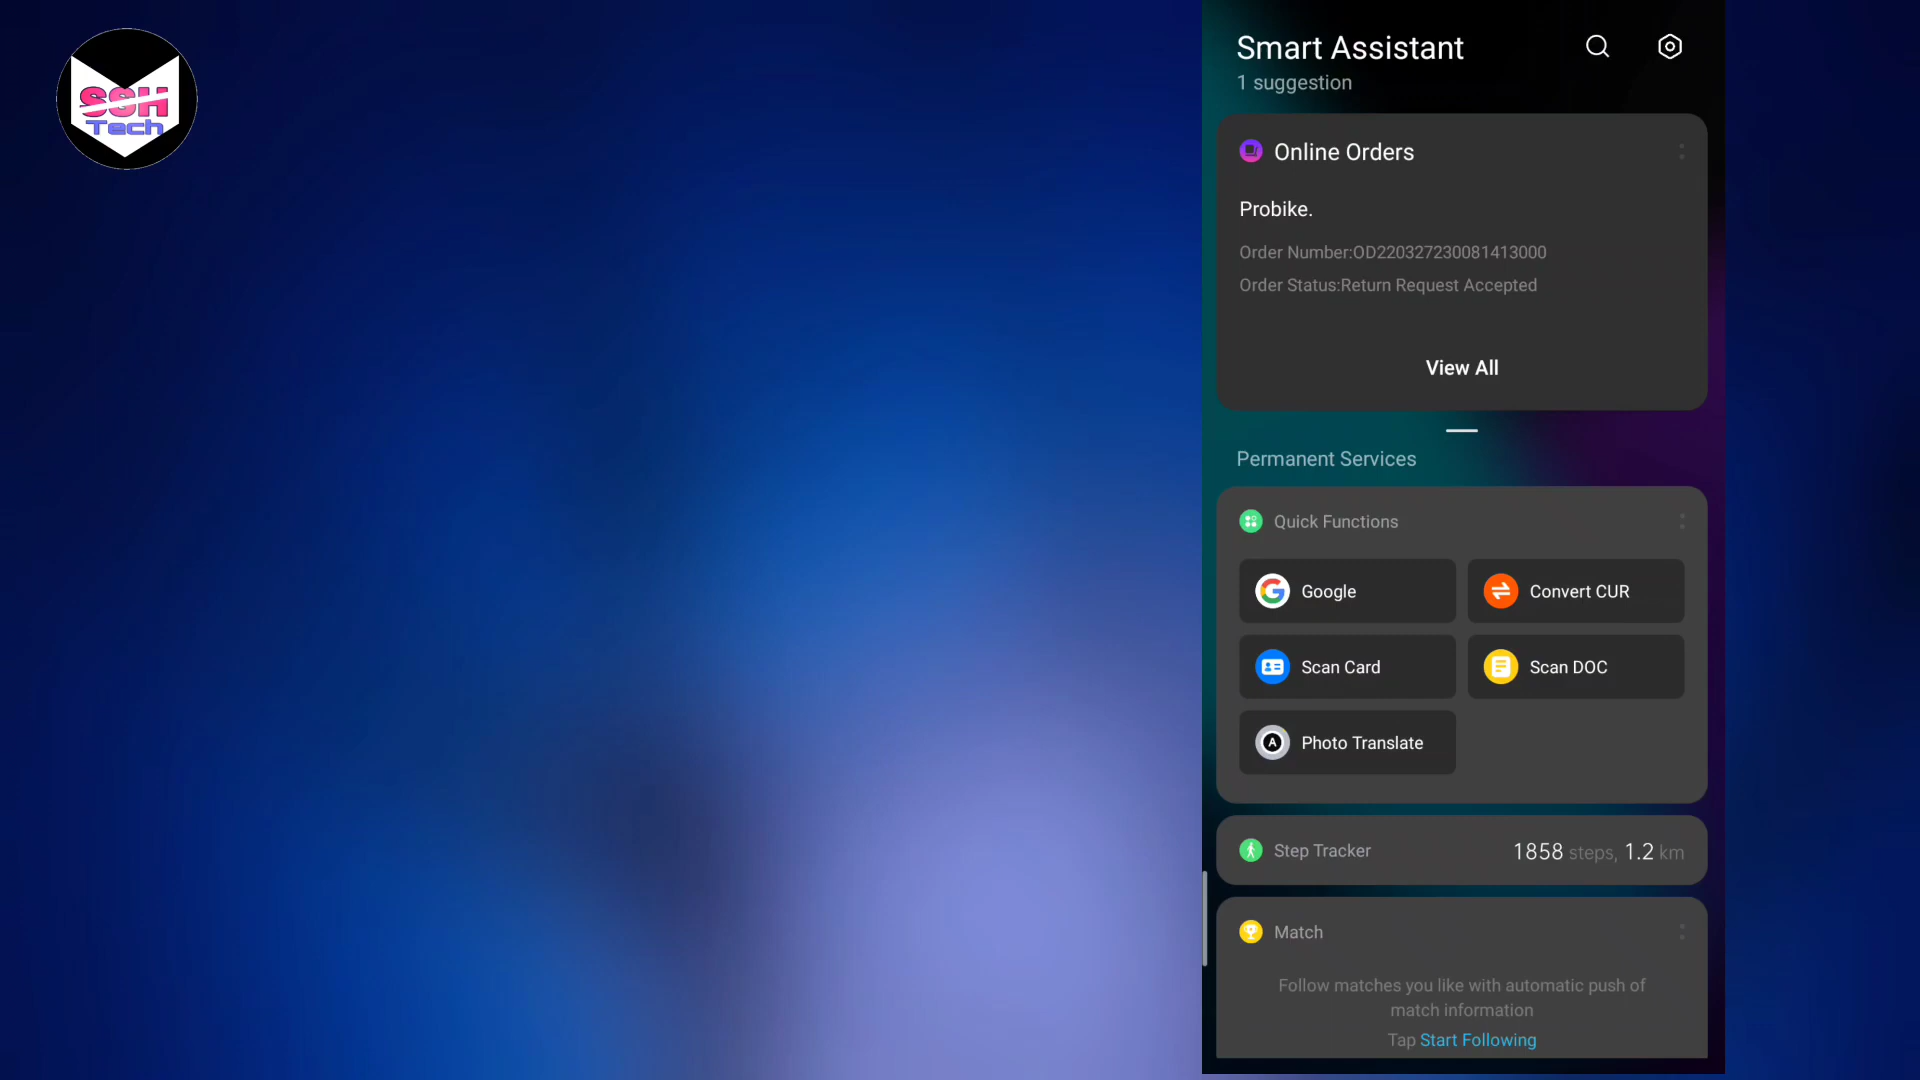 SSH
Tech
Smart Assistant
1 suggestion
Online Orders
Probike.
Order Number:OD220327230081413000
Order Status:Return Request Accepted
View All
Permanent Services
Quick Functions
Google
Convert CUR
Scan Card
Scan DOC
A
Photo Translate
Step Tracker
1858 steps, 1.2 km
Match
Follow matches you like with automatic push of
match information
Tap Start Following